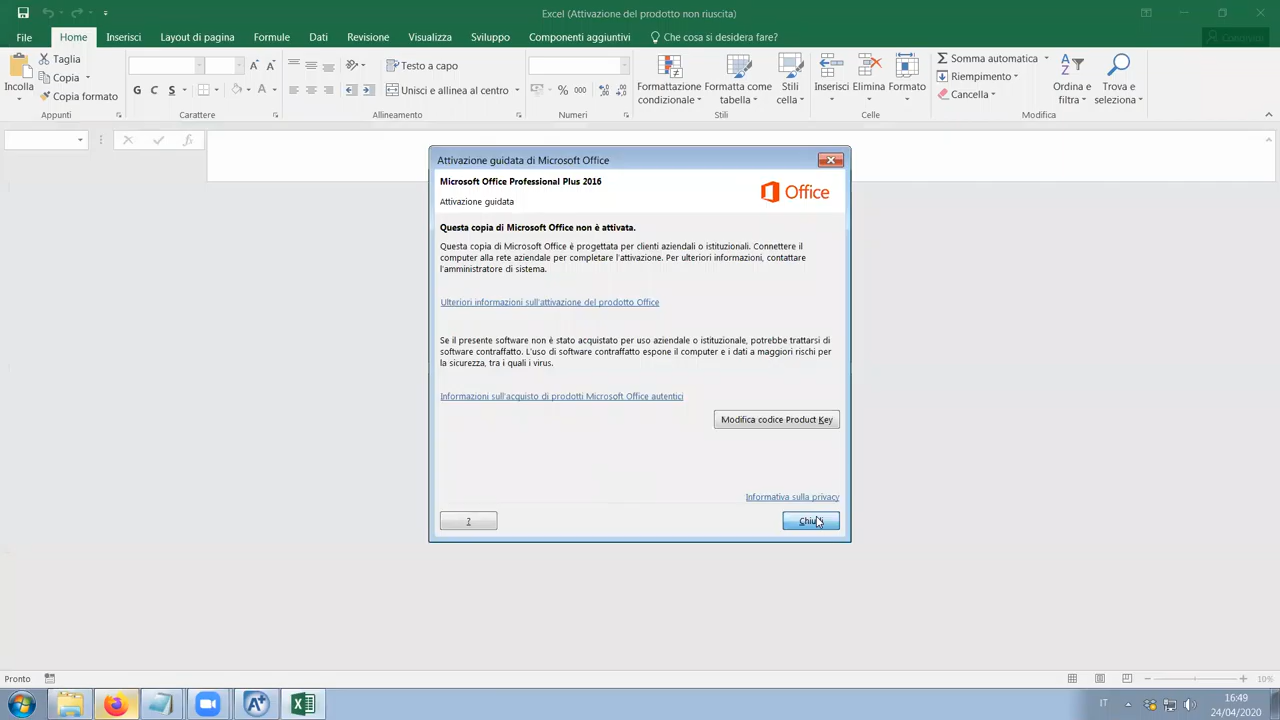 Excel (Attivazione del prodotto non riuscita)
File Home Inserisci Layout di pagina Formule Dati Revisione Visualizza Sviluppo Componenti aggiuntivi Che cosa si desidera fare? Condividi
Incolla
Taglia
Copia
Copia formato
Appunti
G C S
A
Carattere
Testo a capo
Unisci e allinea al centro
Allineamento
% 000
Numeri
Formattazione condizionale
Formatta come tabella
Stili cella
Stili
Inserisci Elimina Formato
Celle
Somma automatica
Riempimento
Cancella
Ordina e filtra
Trova e seleziona
Modifica
fx
Attivazione guidata di Microsoft Office
Microsoft Office Professional Plus 2016
Attivazione guidata
Office
Questa copia di Microsoft Office non è attivata.
Questa copia di Microsoft Office è progettata per clienti aziendali o istituzionali. Connettere il
computer alla rete aziendale per completare l'attivazione. Per ulteriori informazioni, contattare
l'amministratore di sistema.
Ulteriori informazioni sull'attivazione del prodotto Office
Se il presente software non è stato acquistato per uso aziendale o istituzionale, potrebbe trattarsi di
software contraffatto. L'uso di software contraffatto espone il computer e i dati a maggiori rischi per
la sicurezza, tra i quali i virus.
Informazioni sull'acquisto di prodotti Microsoft Office autentici
Modifica codice Product Key
Informativa sulla privacy
?
Chiudi
Pronto
19%
IT
16:49
24/04/2020